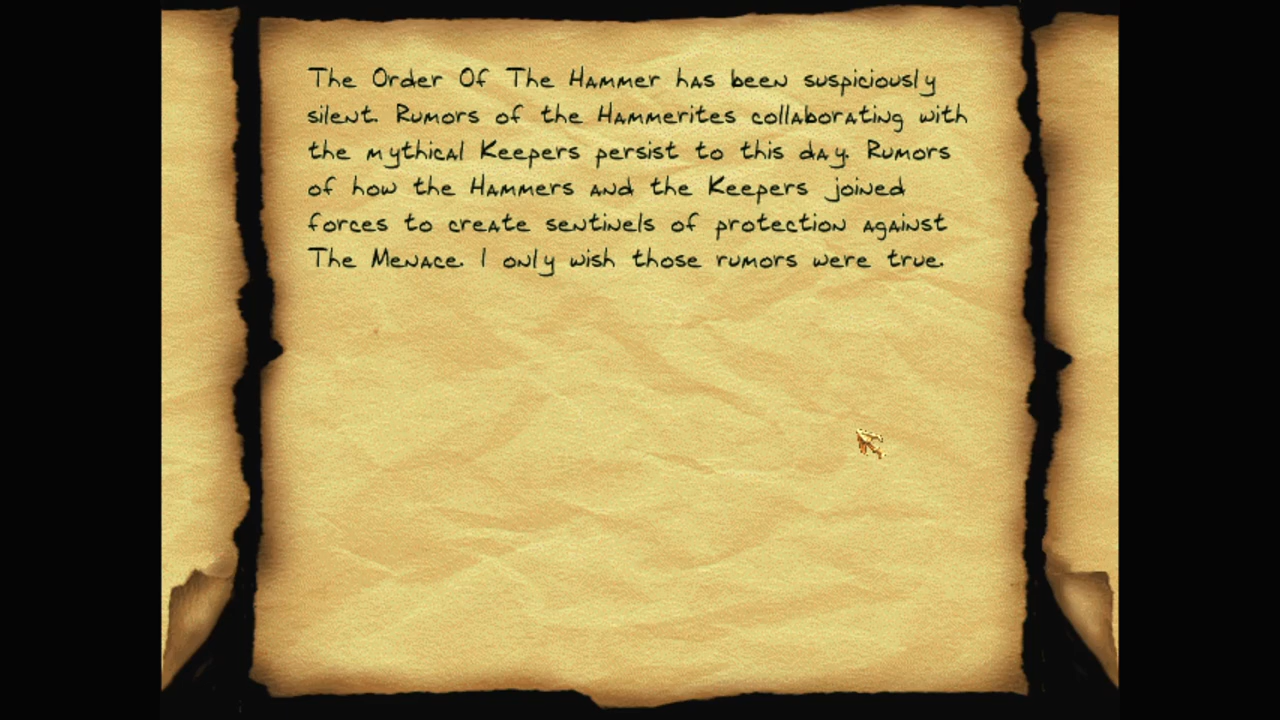 The Order Of The Hammer has been suspiciously
silent. Rumors of the Hammerites collaborating with
the mythical Keepers persist to this day. Rumors
of how the Hammers and the Keepers joined
forces to create sentinels of protection against
The Menace. I only wish those rumors were true.